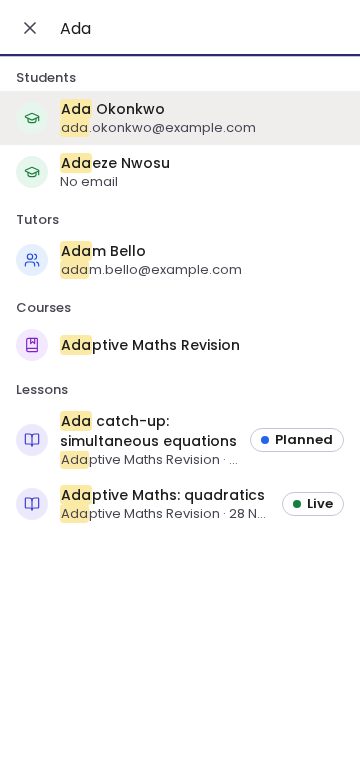 Ada
Students
Ada Okonkwo
ada.okonkwo@example.com
Adaeze Nwosu
No email
Tutors
Adam Bello
adam.bello@example.com
Courses
Adaptive Maths Revision
Lessons
Ada catch-up:
simultaneous equations
Planned
Adaptive Maths Revision · ...
Adaptive Maths: quadratics
Live
Adaptive Maths Revision · 28 N...